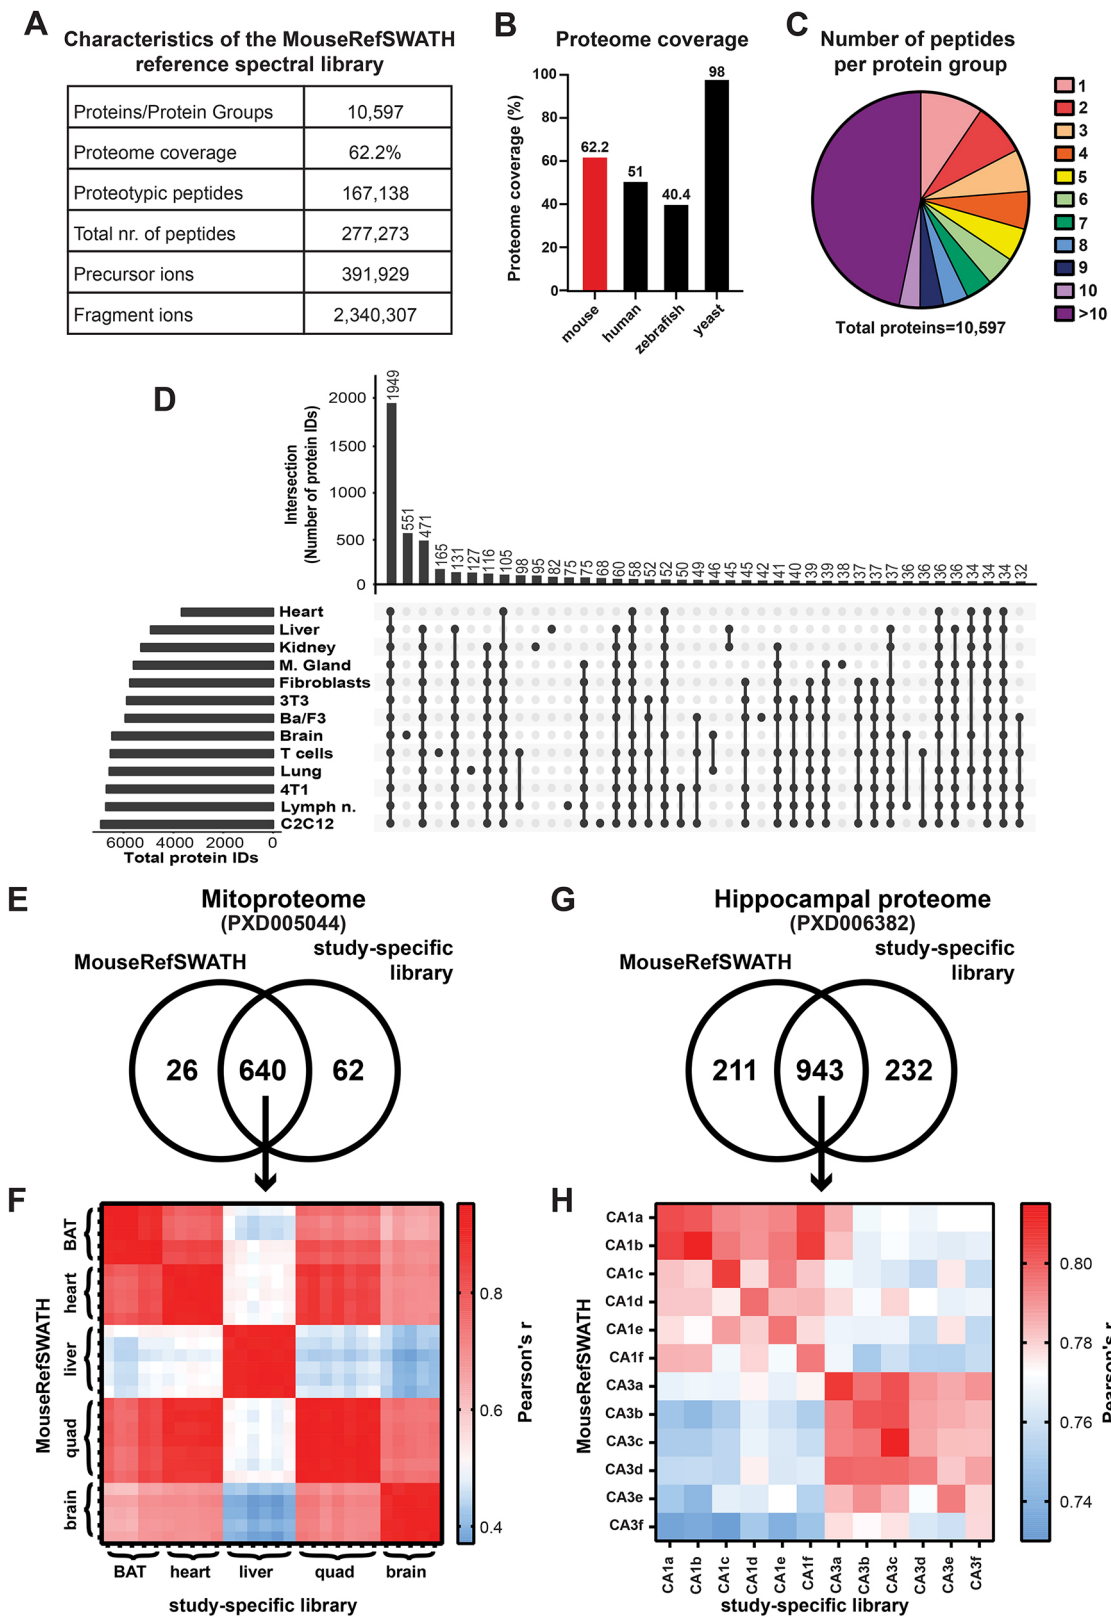 A
Characteristics of the MouseRefSWATH
reference spectral library
Proteins/Protein Groups 10,597
Proteome coverage 62.2%
Proteotypic peptides 167,138
Total nr. of peptides 277,273
Precursor ions 391,929
Fragment ions 2,340,307
B
Proteome coverage
Proteome coverage (%)
100
80
60
40
20
0
62.2
51
40.4
98
mouse
human
zebrafish
yeast
C
Number of peptides
per protein group
1
2
3
4
5
6
7
8
9
10
>10
Total proteins=10,597
D
Intersection
(Number of protein IDs)
2000
1500
1000
500
0
1949 551 471 165 131 127 116 105 98 95 82 75 75 68 60 58 52 52 50 49 46 45 45 42 41 40 39 39 38 37 37 37 36 36 36 36 34 34 34 32
Heart
Liver
Kidney
M. Gland
Fibroblasts
3T3
Ba/F3
Brain
T cells
Lung
4T1
Lymph n.
C2C12
6000 4000 2000 0
Total protein IDs
E
Mitoproteome
(PXD005044)
MouseRefSWATH
study-specific
library
26 640 62
G
Hippocampal proteome
(PXD006382)
MouseRefSWATH
study-specific
library
211 943 232
F
MouseRefSWATH
BAT
heart
liver
quad
brain
BAT heart liver quad brain
study-specific library
0.8
0.6
0.4
Pearson's r
H
MouseRefSWATH
CA1a
CA1b
CA1c
CA1d
CA1e
CA1f
CA3a
CA3b
CA3c
CA3d
CA3e
CA3f
CA1a CA1b CA1c CA1d CA1e CA1f CA3a CA3b CA3c CA3d CA3e CA3f
study-specific library
0.80
0.78
0.76
0.74
Pearson's r